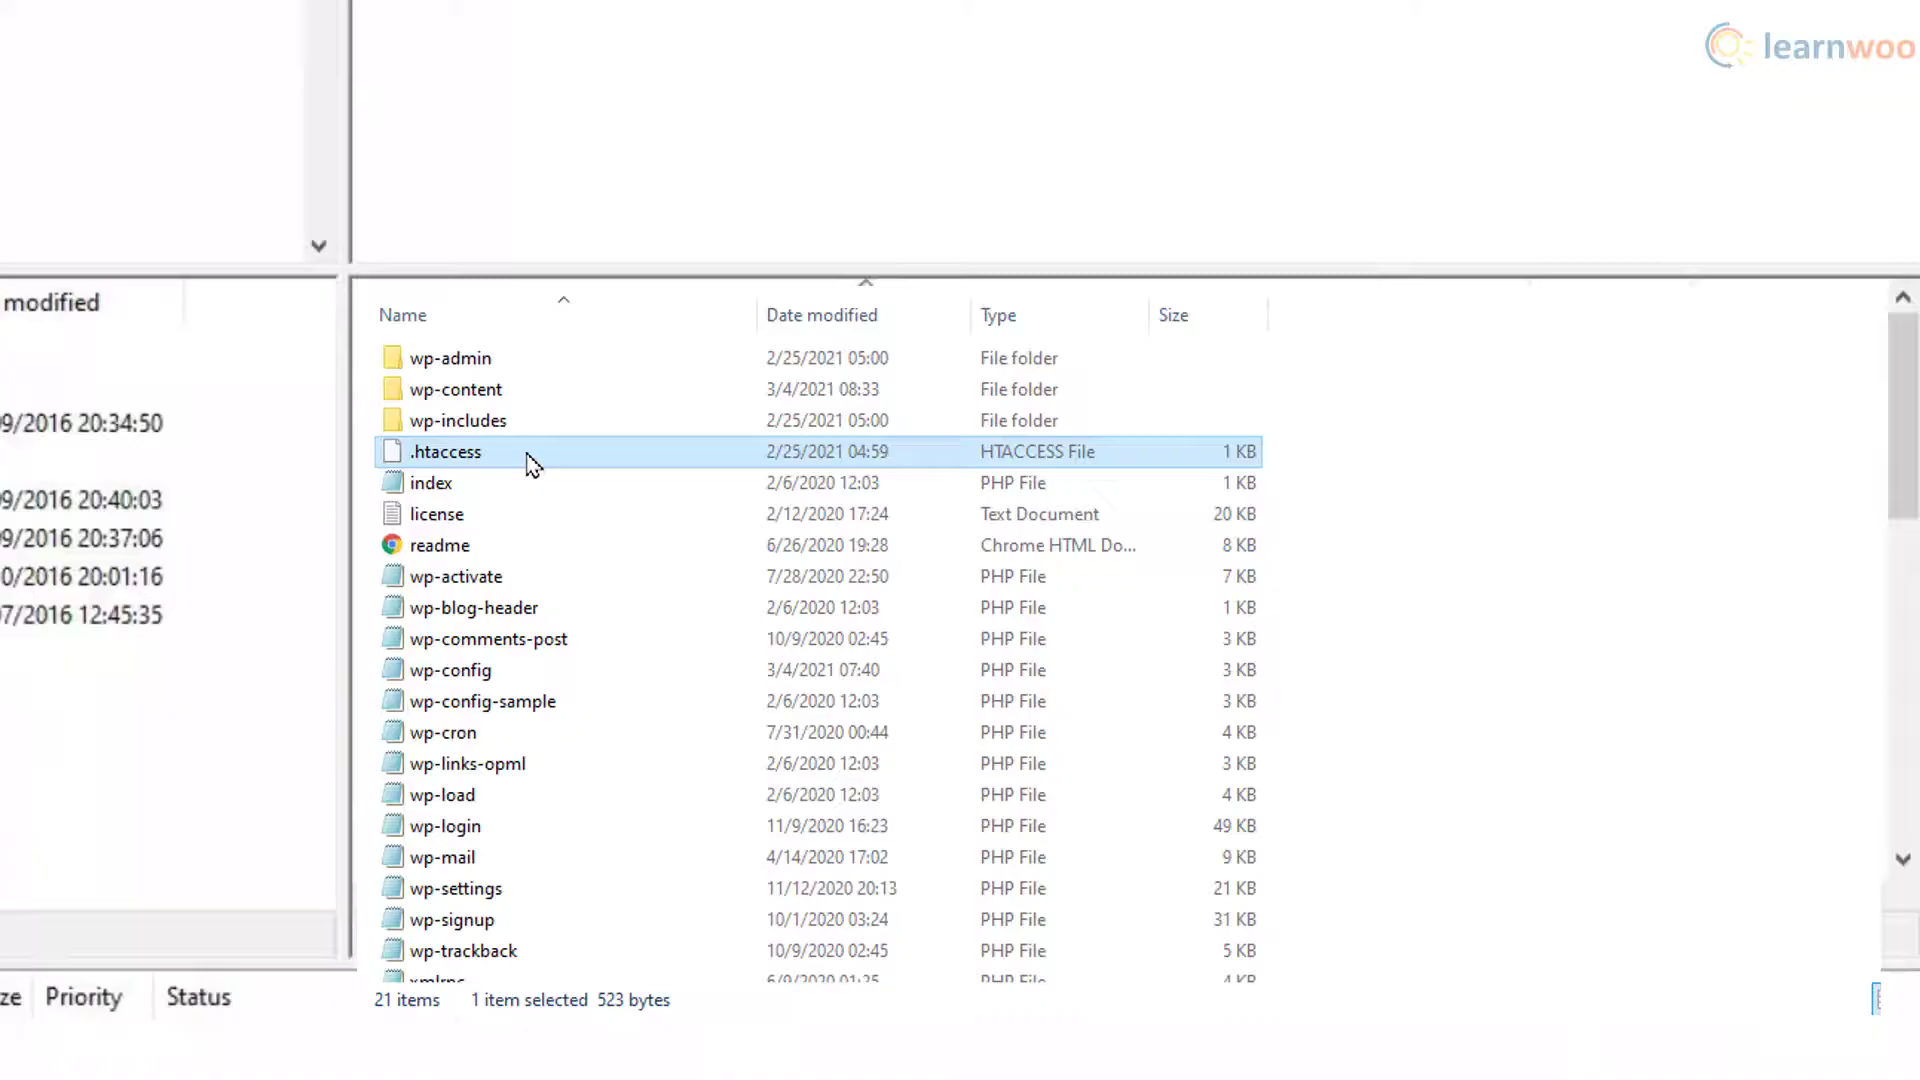 learnwoo
modified
9/2016 20:34:50
9/2016 20:40:03
9/2016 20:37:06
0/2016 20:01:16
7/2016 12:45:35
Name Date modified Type Size
wp-admin 2/25/2021 05:00 File folder
wp-content 3/4/2021 08:33 File folder
wp-includes 2/25/2021 05:00 File folder
.htaccess 2/25/2021 04:59 HTACCESS File 1 KB
index 2/6/2020 12:03 PHP File 1 KB
license 2/12/2020 17:24 Text Document 20 KB
readme 6/26/2020 19:28 Chrome HTML Do... 8 KB
wp-activate 7/28/2020 22:50 PHP File 7 KB
wp-blog-header 2/6/2020 12:03 PHP File 1 KB
wp-comments-post 10/9/2020 02:45 PHP File 3 KB
wp-config 3/4/2021 07:40 PHP File 3 KB
wp-config-sample 2/6/2020 12:03 PHP File 3 KB
wp-cron 7/31/2020 00:44 PHP File 4 KB
wp-links-opml 2/6/2020 12:03 PHP File 3 KB
wp-load 2/6/2020 12:03 PHP File 4 KB
wp-login 11/9/2020 16:23 PHP File 49 KB
wp-mail 4/14/2020 17:02 PHP File 9 KB
wp-settings 11/12/2020 20:13 PHP File 21 KB
wp-signup 10/1/2020 03:24 PHP File 31 KB
wp-trackback 10/9/2020 02:45 PHP File 5 KB
xmlrpc PHP File 4 KB
ze Priority Status
21 items 1 item selected 523 bytes